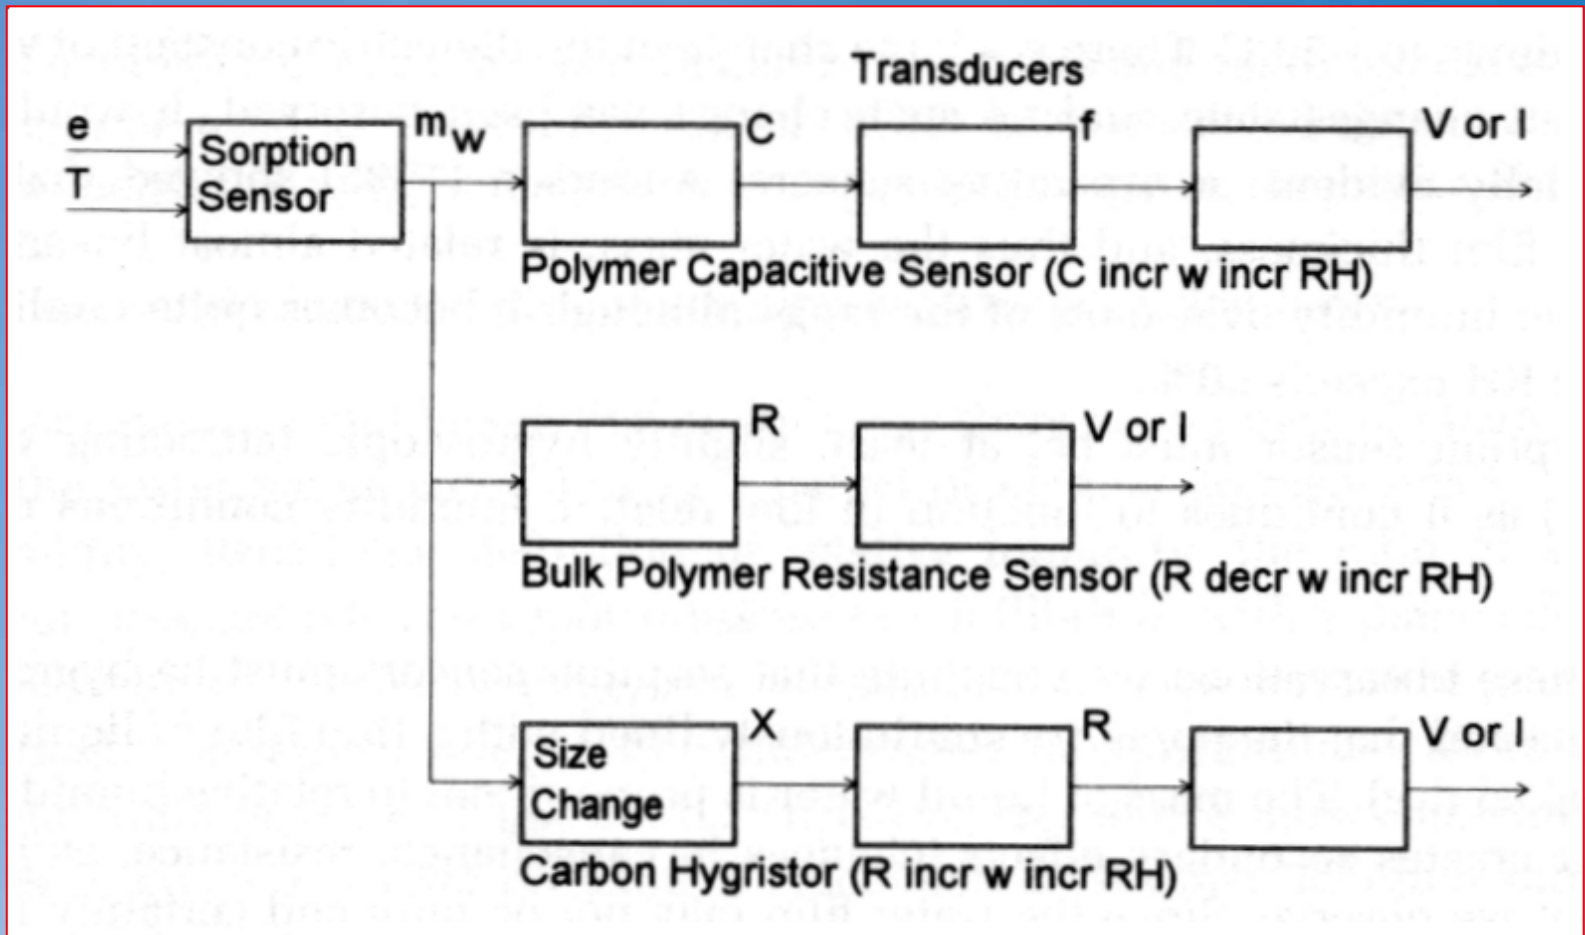 Transducers
e
T
Sorption
Sensor
m_w
C
f
V or I
Polymer Capacitive Sensor (C incr w incr RH)
R
V or I
Bulk Polymer Resistance Sensor (R decr w incr RH)
Size
Change
X
R
V or I
Carbon Hygristor (R incr w incr RH)